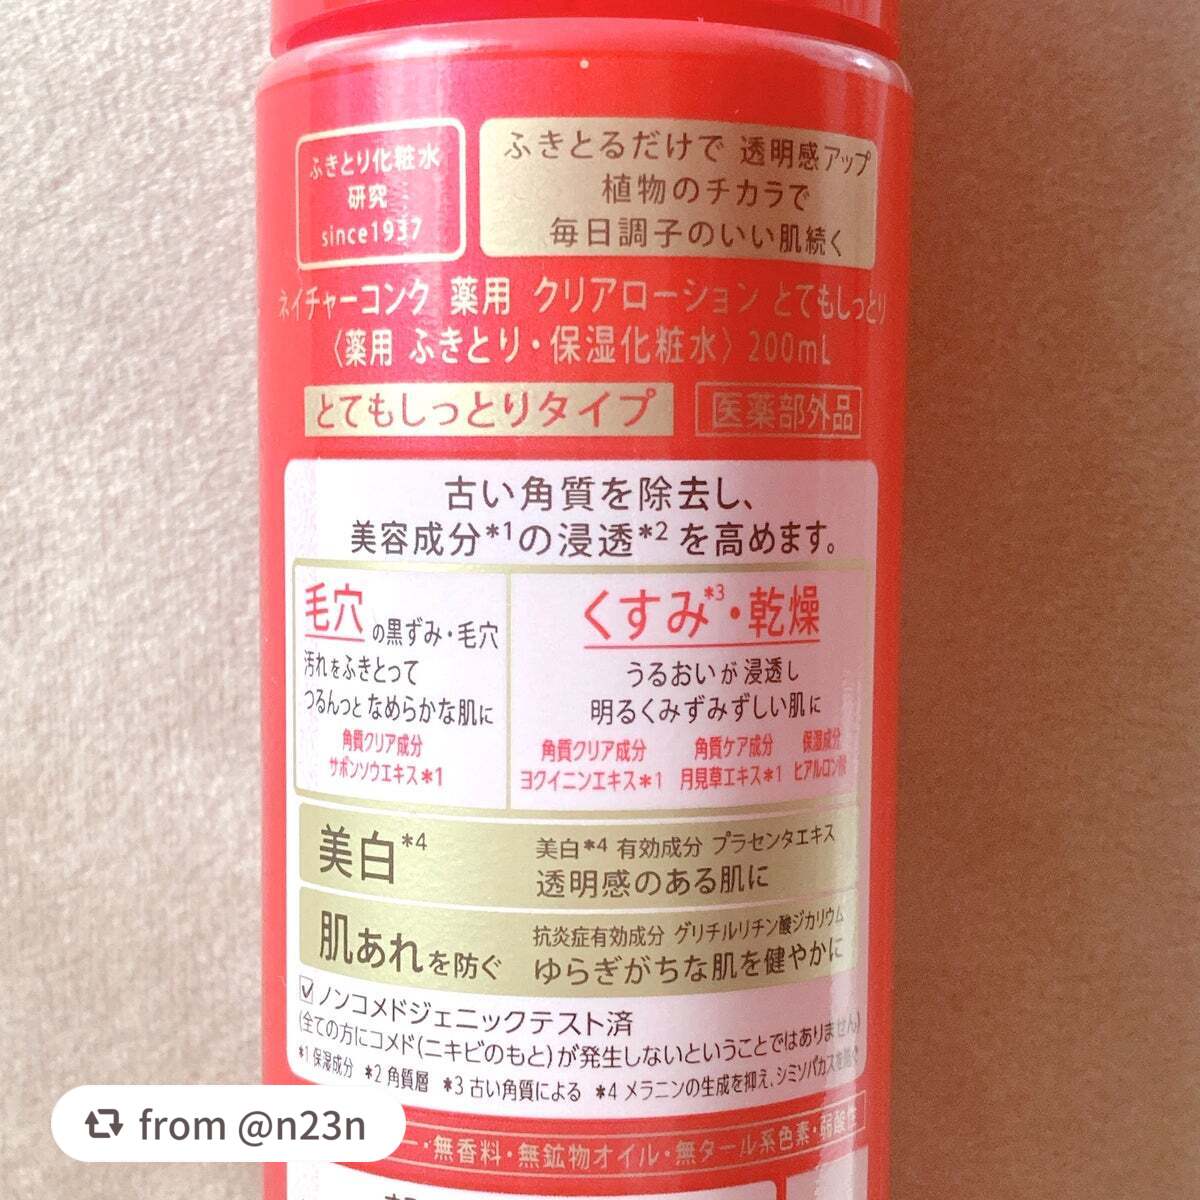 ふきとり化粧水
研究
since1937
ふきとるだけで 透明感アップ
植物のチカラで
毎日調子のいい肌続く
ネイチャーコンク 薬用 クリアローション とてもしっとり
〈薬用 ふきとり・保湿化粧水〉 200mL
とてもしっとりタイプ
医薬部外品
古い角質を除去し、
美容成分*1の浸透*2を高めます。
毛穴の黒ずみ・毛穴
汚れをふきとって
つるんっとなめらかな肌に
角質クリア成分
サボンソウエキス*1
くすみ*3・乾燥
うるおいが浸透し
明るくみずみずしい肌に
角質クリア成分
ヨクイニンエキス*1
角質ケア成分
月見草エキス*1
保湿成分
ヒアルロン酸
美白*4
美白*4 有効成分 プラセンタエキス
透明感のある肌に
肌あれを防ぐ
抗炎症有効成分 グリチルリチン酸ジカリウム
ゆらぎがちな肌を健やかに
ノンコメドジェニックテスト済
(全ての方にコメド(ニキビのもと)が発生しないということではありません)
*1 保湿成分 *2 角質層 *3 古い角質による *4 メラニンの生成を抑え、シミソバカスを防ぐ
ー・無香料・無鉱物オイル・無タール系色素・弱酸性
from @n23n